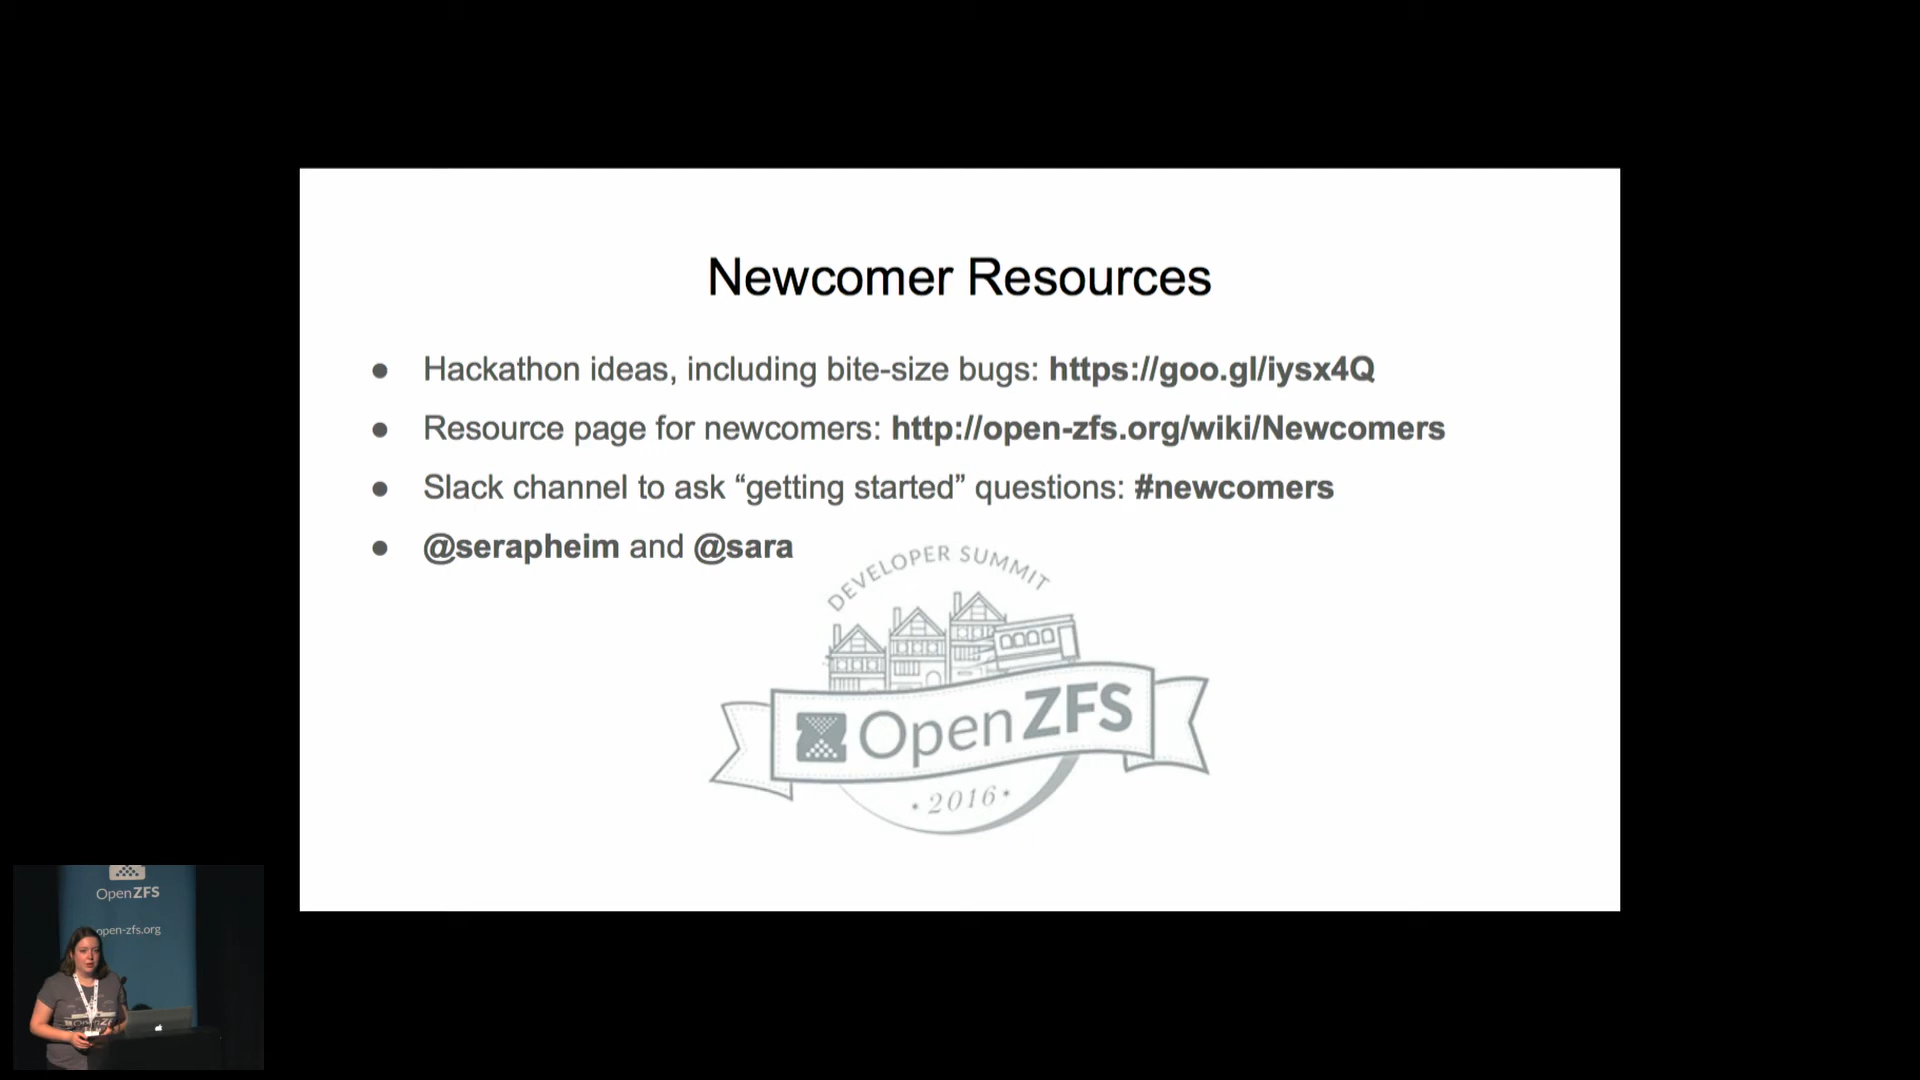 Newcomer Resources
● Hackathon ideas, including bite-size bugs: https://goo.gl/iysx4Q
● Resource page for newcomers: http://open-zfs.org/wiki/Newcomers
● Slack channel to ask “getting started” questions: #newcomers
● @serapheim and @sara
DEVELOPER SUMMIT
OpenZFS
• 2016 •
OpenZFS
open-zfs.org